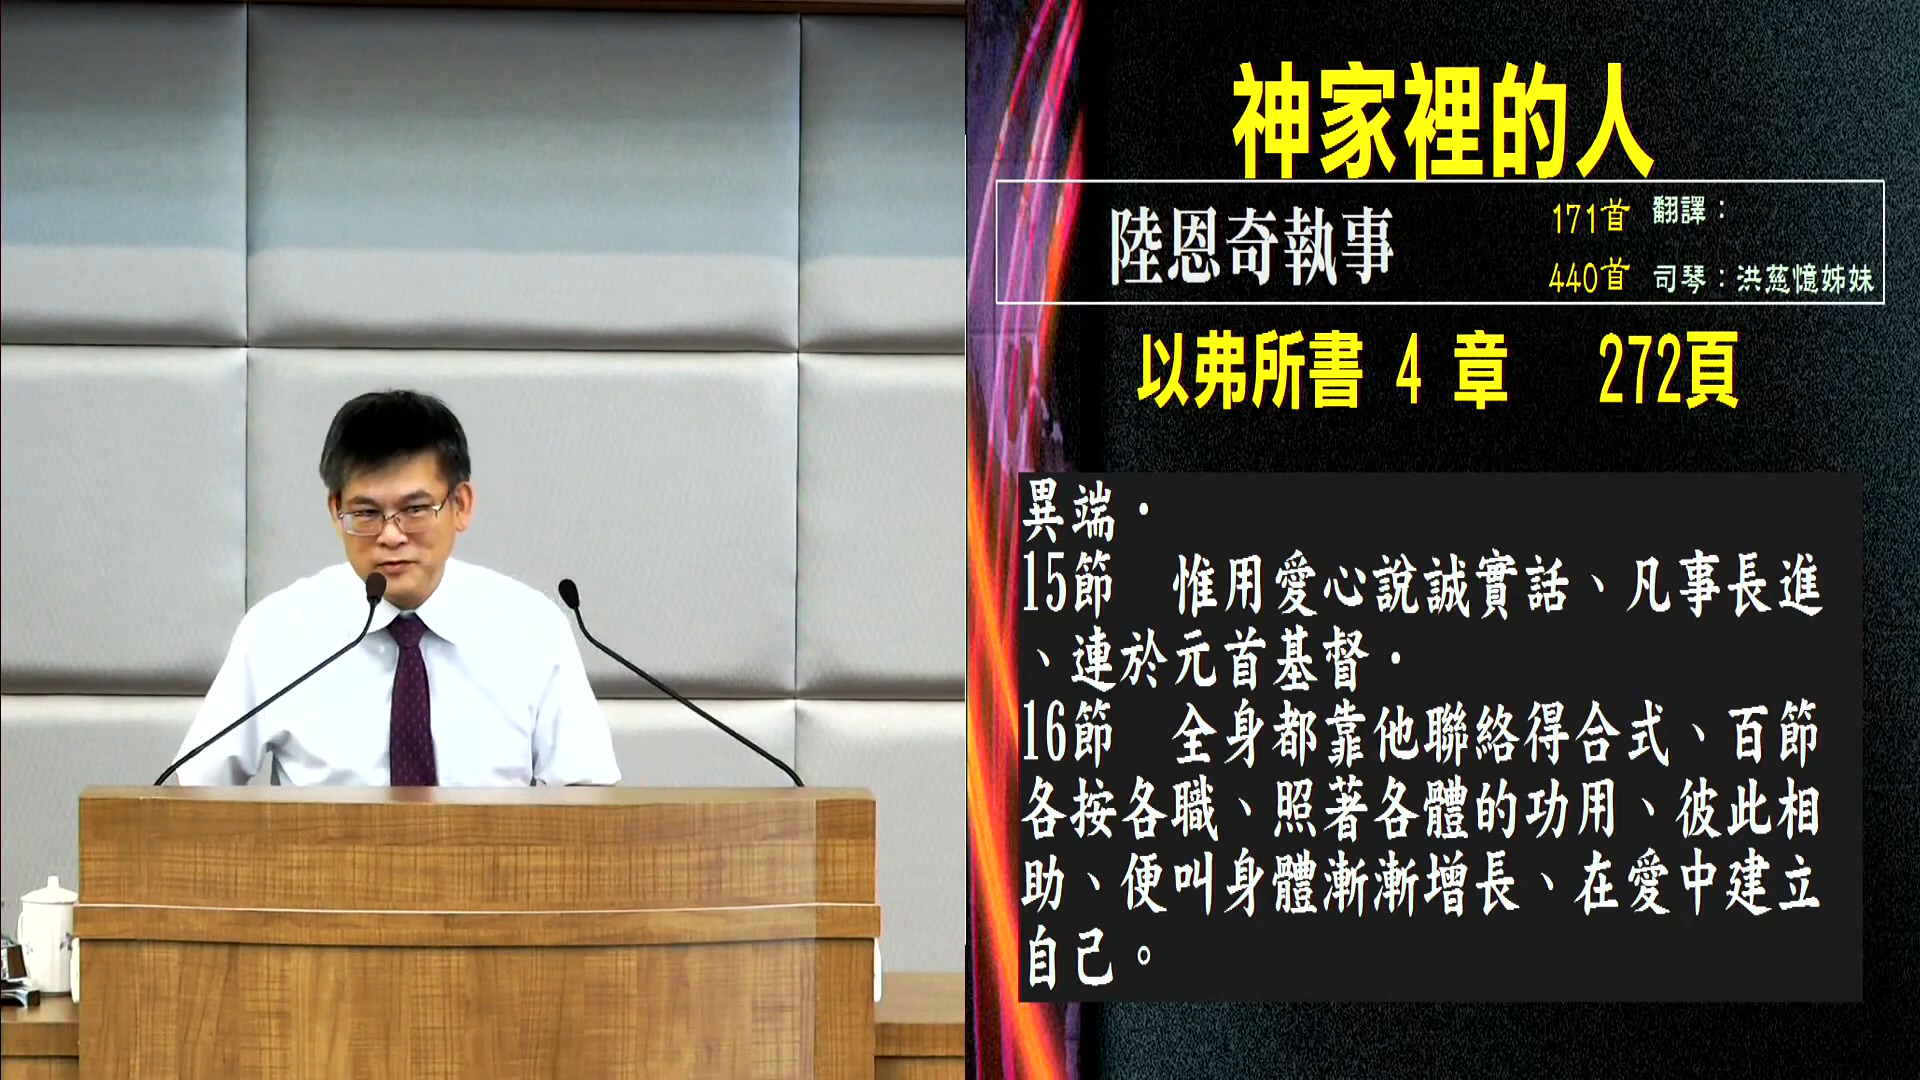 神家裡的人
陸恩奇執事
171首 翻譯：
440首 司琴：洪慈憶姊妹
以弗所書 4 章 272頁
異端．
15節 惟用愛心說誠實話、凡事長進
、連於元首基督．
16節 全身都靠他聯絡得合式、百節
各按各職、照著各體的功用、彼此相
助、便叫身體漸漸增長、在愛中建立
自己。